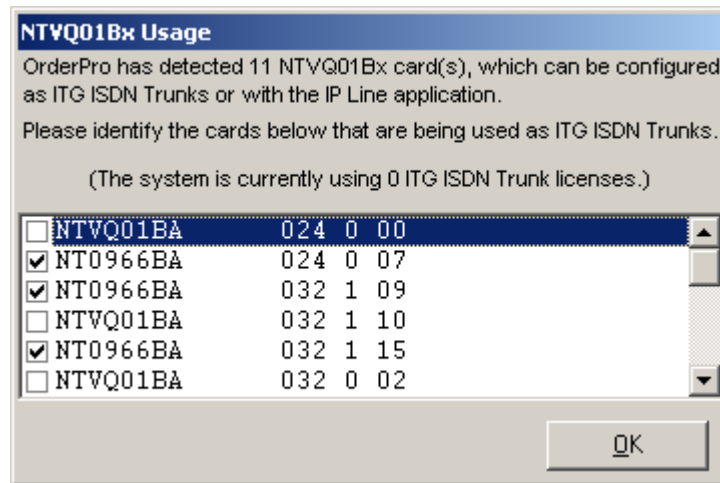 NTVQ01Bx Usage
OrderPro has detected 11 NTVQ01Bx card(s), which can be configured
as ITG ISDN Trunks or with the IP Line application.
Please identify the cards below that are being used as ITG ISDN Trunks.
(The system is currently using 0 ITG ISDN Trunk licenses.)
NTVQ01BA 024 0 00
NT0966BA 024 0 07
NT0966BA 032 1 09
NTVQ01BA 032 1 10
NT0966BA 032 1 15
NTVQ01BA 032 0 02
OK